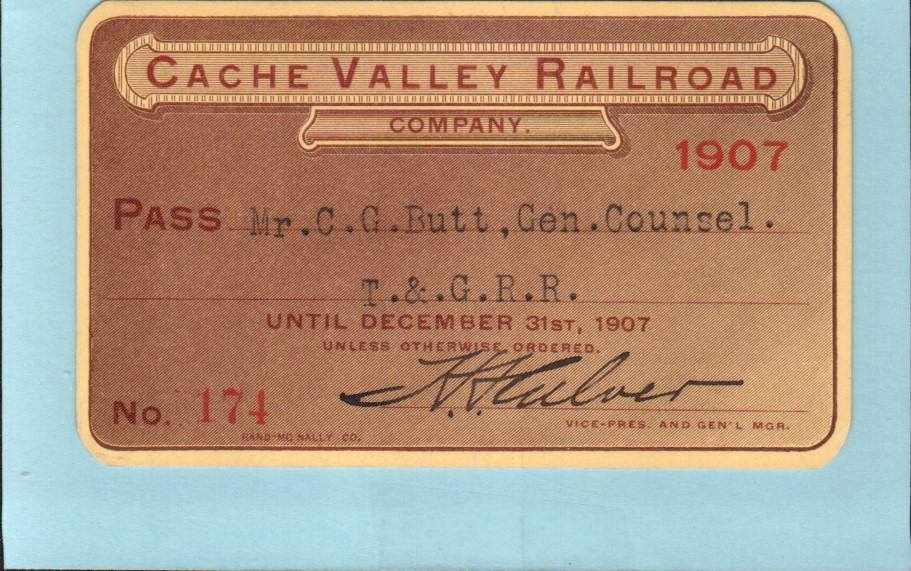 CACHE VALLEY RAILROAD
COMPANY.
1907
PASS Mr.C.G.Butt,Gen.Counsel.
T.&.G.R.R.
UNTIL DECEMBER 31ST, 1907
UNLESS OTHERWISE ORDERED.
No. 174
VICE-PRES. AND GEN'L MGR.
RAND-MCNALLY CO.